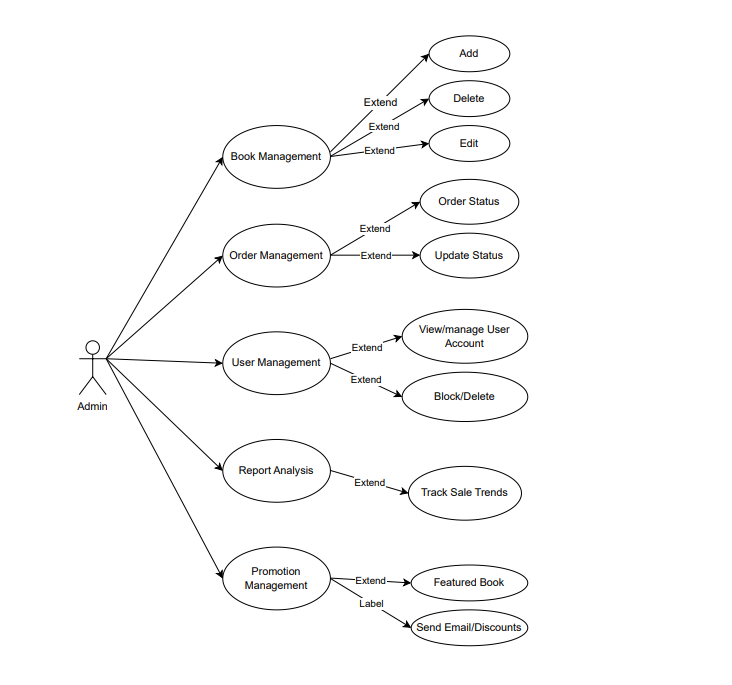 Add
Extend
Delete
Extend
Edit
Extend
Book Management
Order Status
Extend
Order Management
Extend
Update Status
View/manage User
Account
Extend
User Management
Extend
Block/Delete
Admin
Report Analysis
Extend
Track Sale Trends
Promotion
Management
Extend
Featured Book
Label
Send Email/Discounts